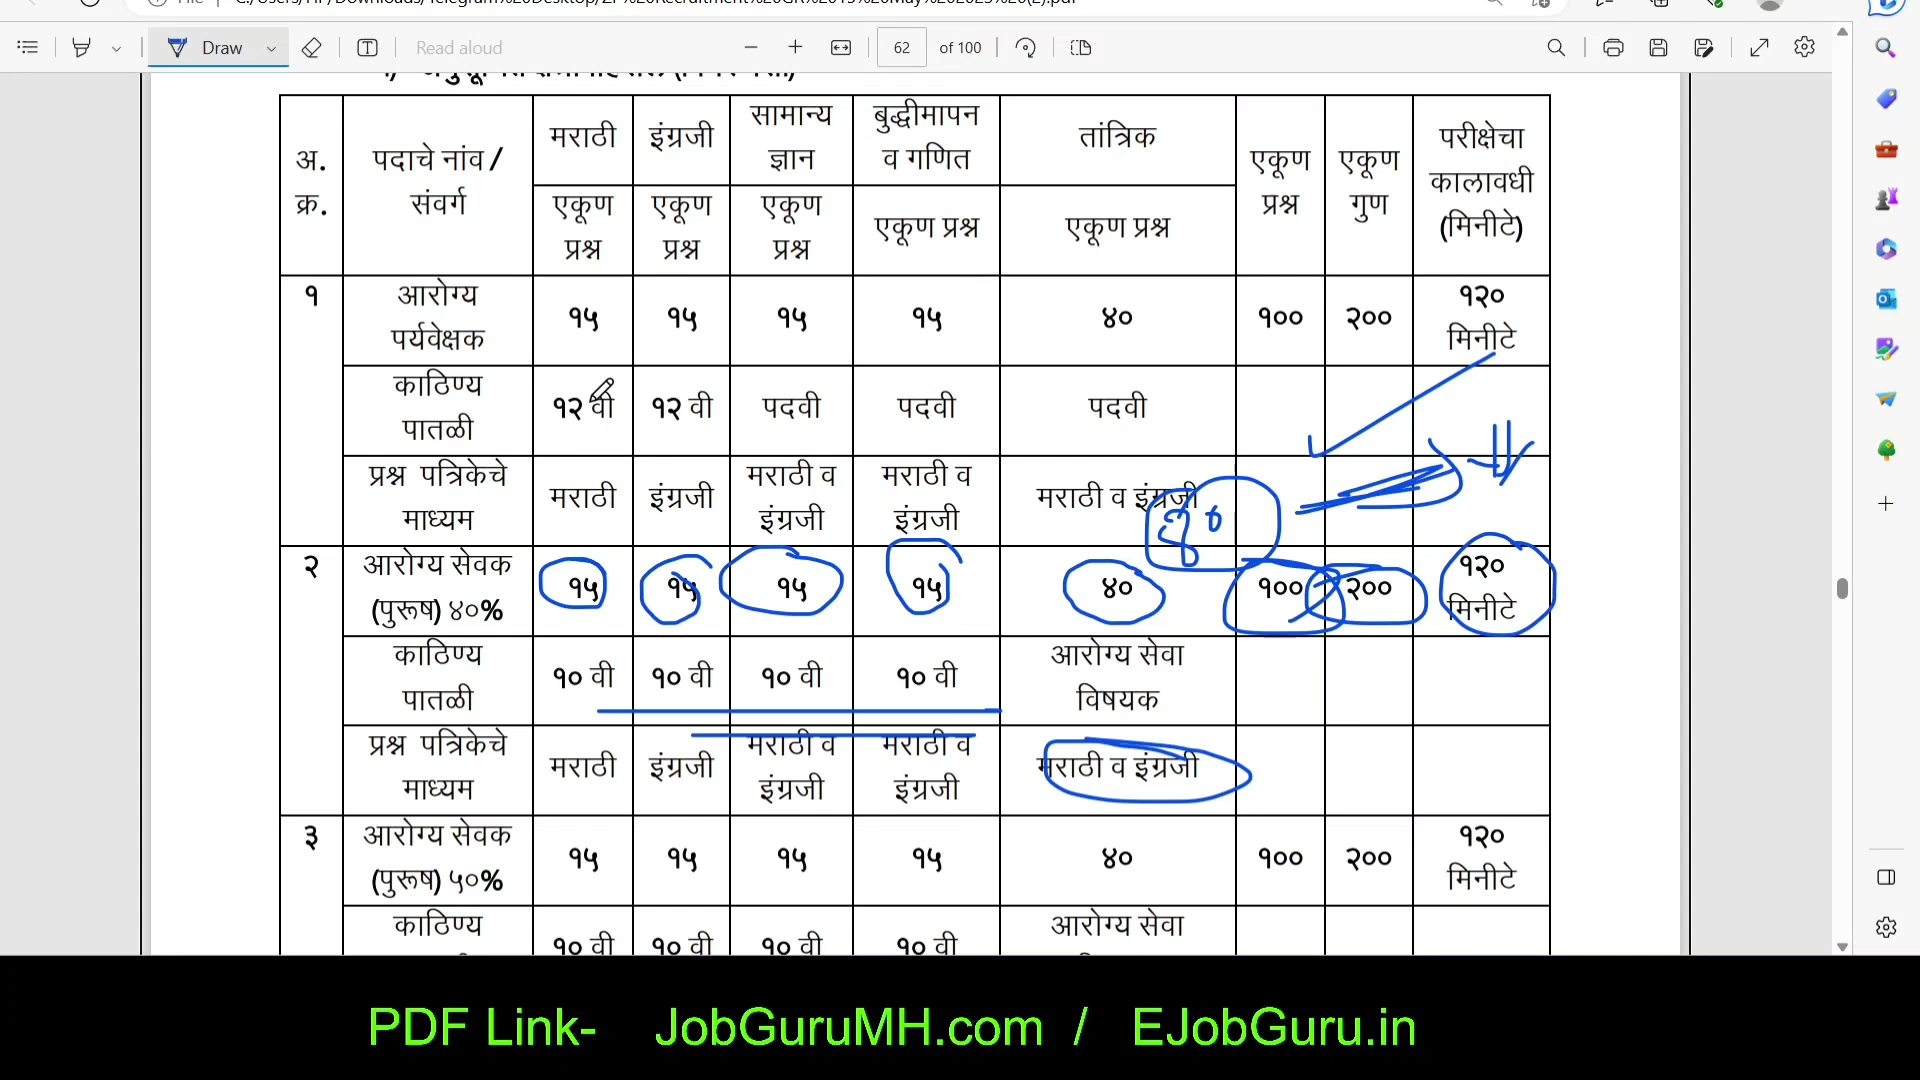 Draw
Read aloud
62 of 100
अ. क्र.
पदाचे नांव / संवर्ग
मराठी
इंग्रजी
सामान्य ज्ञान
बुद्धीमापन व गणित
तांत्रिक
एकूण प्रश्न
एकूण गुण
परीक्षेचा कालावधी (मिनीटे)
एकूण प्रश्न
एकूण प्रश्न
एकूण प्रश्न
एकूण प्रश्न
एकूण प्रश्न
१ आरोग्य पर्यवेक्षक १५ १५ १५ १५ ४० १०० २०० १२० मिनीटे
काठिण्य पातळी १२ वी १२ वी पदवी पदवी पदवी
प्रश्न पत्रिकेचे माध्यम मराठी इंग्रजी मराठी व इंग्रजी मराठी व इंग्रजी मराठी व इंग्रजी
२ आरोग्य सेवक (पुरूष) ४०% १५ १५ १५ १५ ४० १०० २०० १२० मिनीटे
काठिण्य पातळी १० वी १० वी १० वी १० वी आरोग्य सेवा विषयक
प्रश्न पत्रिकेचे माध्यम मराठी इंग्रजी मराठी व इंग्रजी मराठी व इंग्रजी मराठी व इंग्रजी
३ आरोग्य सेवक (पुरूष) ५०% १५ १५ १५ १५ ४० १०० २०० १२० मिनीटे
काठिण्य १० वी १० वी १० वी १० वी आरोग्य सेवा
PDF Link- JobGuruMH.com / EJobGuru.in